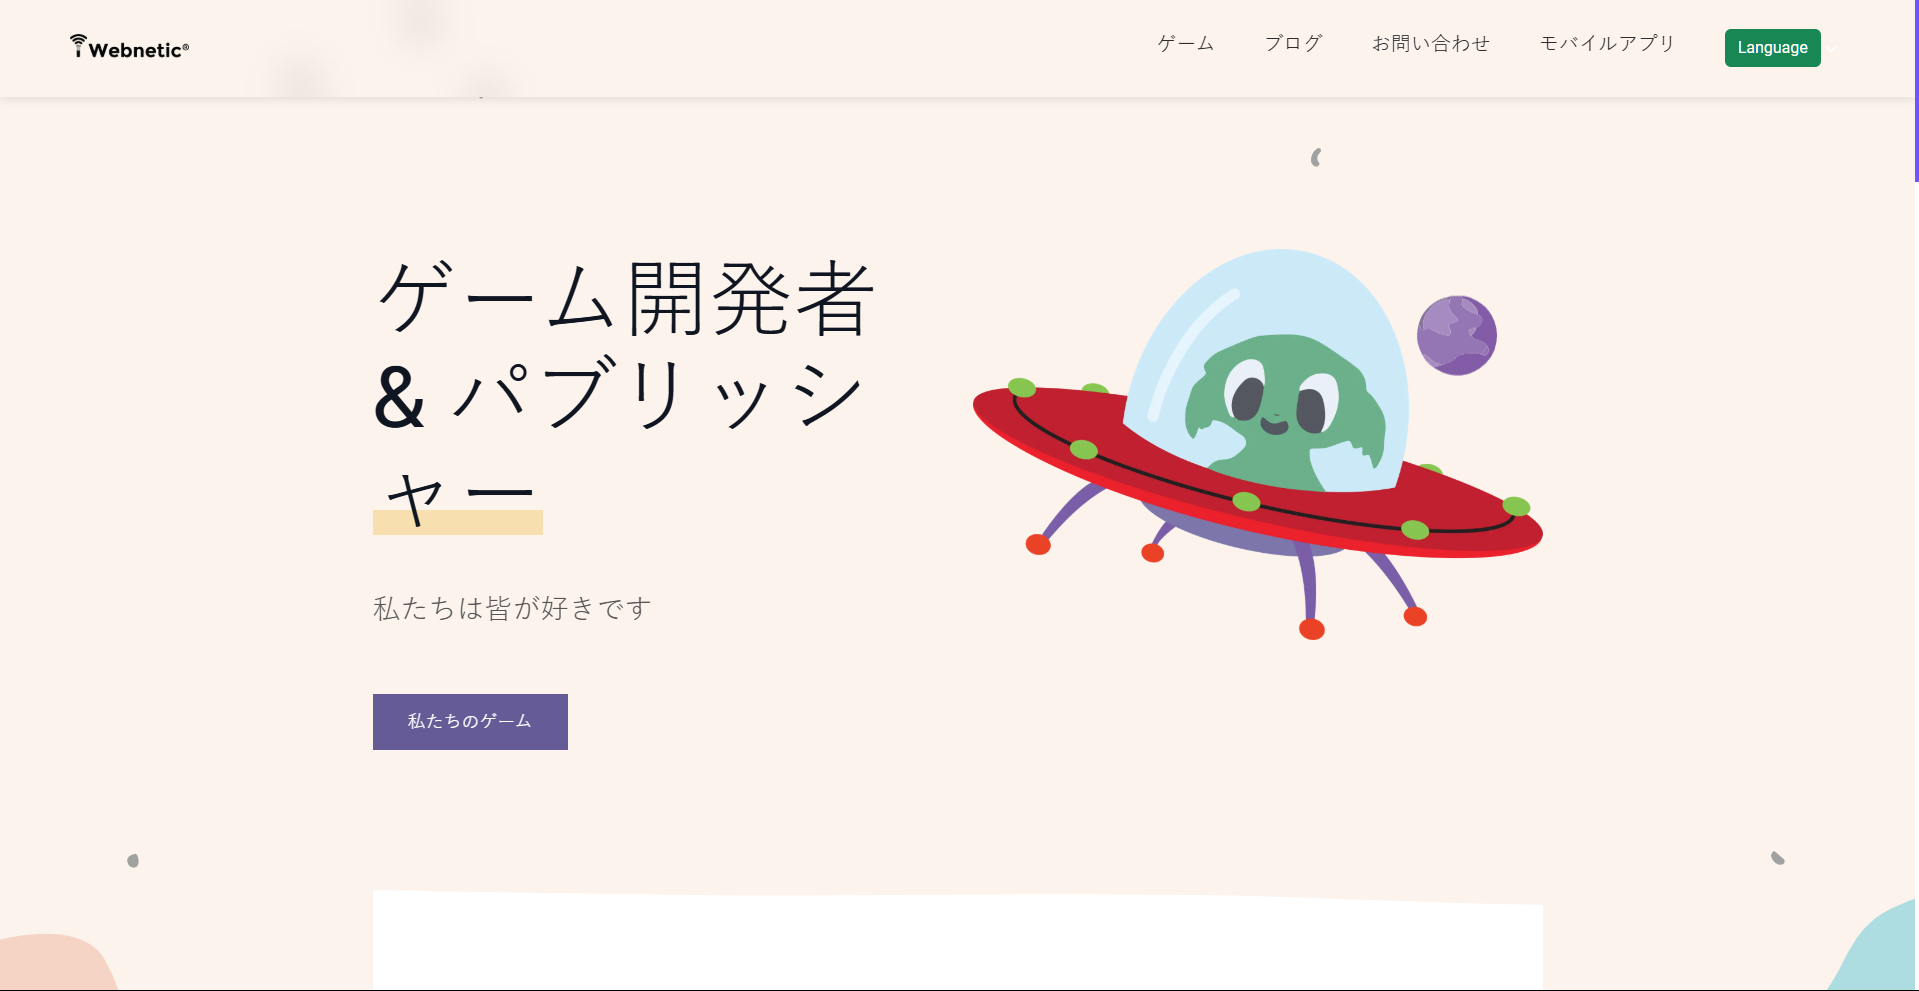 Webnetic®
ゲーム ブログ お問い合わせ モバイルアプリ Language
ゲーム開発者
& パブリッシ
ャー
私たちは皆が好きです
私たちのゲーム